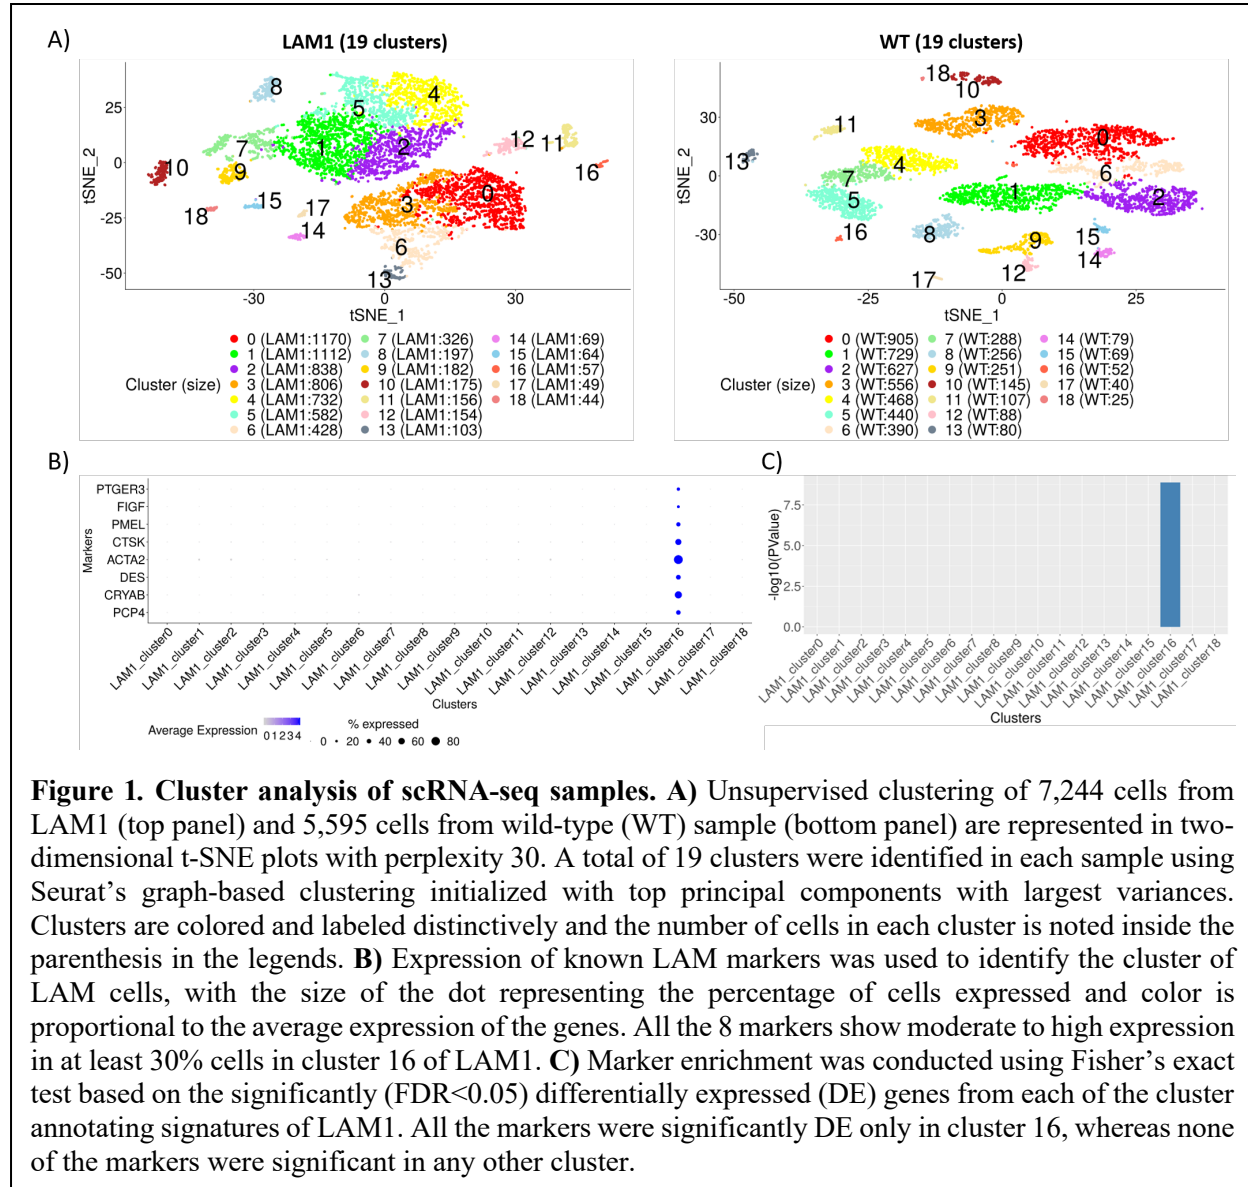 A)
LAM1 (19 clusters)
WT (19 clusters)
tSNE_2
25
0
-25
-50
-30
0
30
tSNE_1
8
5
4
7
1
2
12
11
10
9
16
0
3
15
17
18
14
6
13
Cluster (size)
0 (LAM1:1170)
1 (LAM1:1112)
2 (LAM1:838)
3 (LAM1:806)
4 (LAM1:732)
5 (LAM1:582)
6 (LAM1:428)
7 (LAM1:326)
8 (LAM1:197)
9 (LAM1:182)
10 (LAM1:175)
11 (LAM1:156)
12 (LAM1:154)
13 (LAM1:103)
14 (LAM1:69)
15 (LAM1:64)
16 (LAM1:57)
17 (LAM1:49)
18 (LAM1:44)
tSNE_2
30
0
-30
-50
-25
0
25
tSNE_1
18
10
11
3
0
13
4
6
7
1
2
5
16
8
9
15
14
12
17
Cluster (size)
0 (WT:905)
1 (WT:729)
2 (WT:627)
3 (WT:556)
4 (WT:468)
5 (WT:440)
6 (WT:390)
7 (WT:288)
8 (WT:256)
9 (WT:251)
10 (WT:145)
11 (WT:107)
12 (WT:88)
13 (WT:80)
14 (WT:79)
15 (WT:69)
16 (WT:52)
17 (WT:40)
18 (WT:25)
B)
Markers
PTGER3
FIGF
PMEL
CTSK
ACTA2
DES
CRYAB
PCP4
LAM1_cluster0
LAM1_cluster1
LAM1_cluster2
LAM1_cluster3
LAM1_cluster4
LAM1_cluster5
LAM1_cluster6
LAM1_cluster7
LAM1_cluster8
LAM1_cluster9
LAM1_cluster10
LAM1_cluster11
LAM1_cluster12
LAM1_cluster13
LAM1_cluster14
LAM1_cluster15
LAM1_cluster16
LAM1_cluster17
LAM1_cluster18
Clusters
Average Expression
0 1 2 3 4
% expressed
0 20 40 60 80
C)
-log10(PValue)
7.5
5.0
2.5
0.0
LAM1_cluster0
LAM1_cluster1
LAM1_cluster2
LAM1_cluster3
LAM1_cluster4
LAM1_cluster5
LAM1_cluster6
LAM1_cluster7
LAM1_cluster8
LAM1_cluster9
LAM1_cluster10
LAM1_cluster11
LAM1_cluster12
LAM1_cluster13
LAM1_cluster14
LAM1_cluster15
LAM1_cluster16
LAM1_cluster17
LAM1_cluster18
Clusters
Figure 1. Cluster analysis of scRNA-seq samples. A) Unsupervised clustering of 7,244 cells from
LAM1 (top panel) and 5,595 cells from wild-type (WT) sample (bottom panel) are represented in two-
dimensional t-SNE plots with perplexity 30. A total of 19 clusters were identified in each sample using
Seurat's graph-based clustering initialized with top principal components with largest variances.
Clusters are colored and labeled distinctively and the number of cells in each cluster is noted inside the
parenthesis in the legends. B) Expression of known LAM markers was used to identify the cluster of
LAM cells, with the size of the dot representing the percentage of cells expressed and color is
proportional to the average expression of the genes. All the 8 markers show moderate to high expression
in at least 30% cells in cluster 16 of LAM1. C) Marker enrichment was conducted using Fisher's exact
test based on the significantly (FDR<0.05) differentially expressed (DE) genes from each of the cluster
annotating signatures of LAM1. All the markers were significantly DE only in cluster 16, whereas none
of the markers were significant in any other cluster.